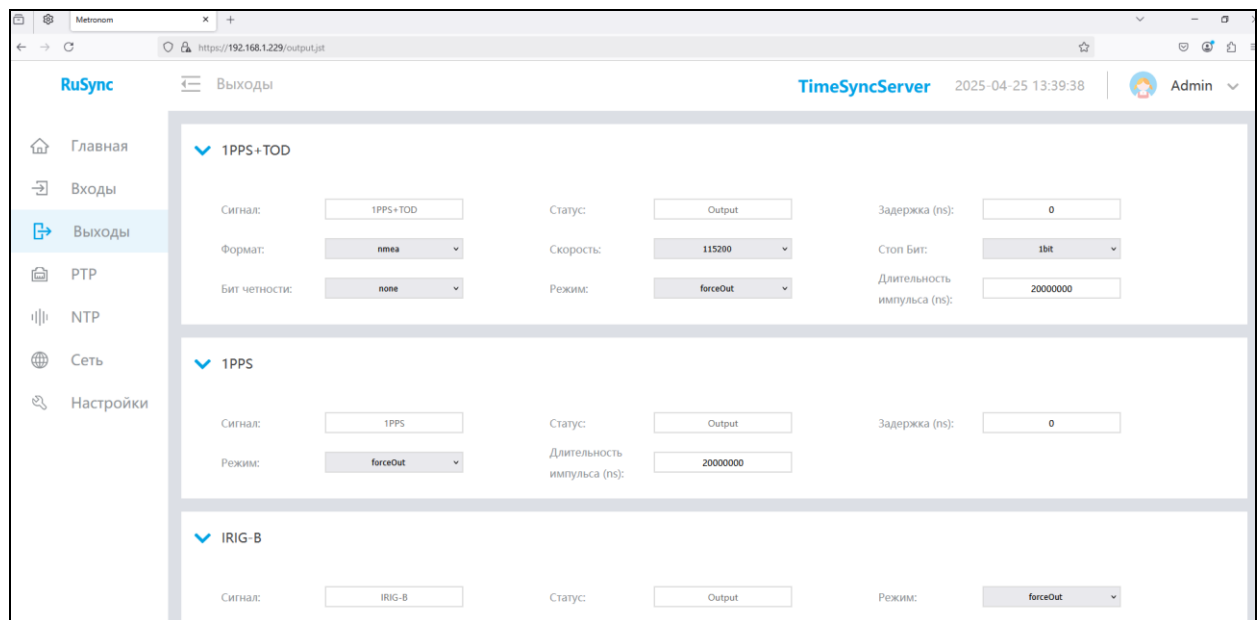 Metronom
https://192.168.1.229/output.jst
RuSync
Выходы
TimeSyncServer 2025-04-25 13:39:38 Admin
Главная
Входы
Выходы
PTP
NTP
Сеть
Настройки
1PPS+TOD
Сигнал: 1PPS+TOD Статус: Output Задержка (ns): 0
Формат: nmea Скорость: 115200 Стоп Бит: 1bit
Бит четности: none Режим: forceOut Длительность
импульса (ns): 20000000
1PPS
Сигнал: 1PPS Статус: Output Задержка (ns): 0
Режим: forceOut Длительность
импульса (ns): 20000000
IRIG-B
Сигнал: IRIG-B Статус: Output Режим: forceOut